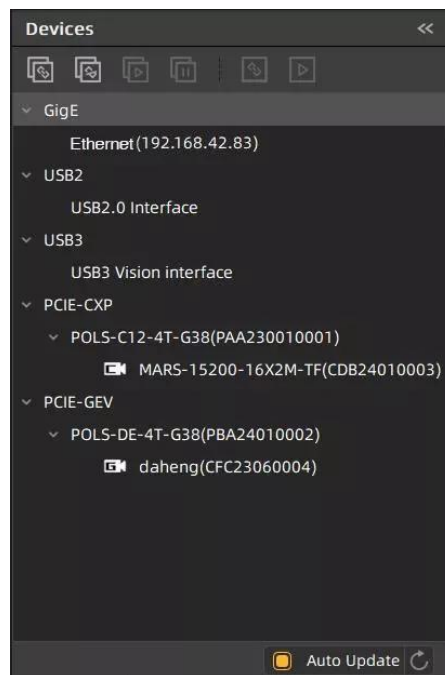 Devices
GigE
Ethernet(192.168.42.83)
USB2
USB2.0 Interface
USB3
USB3 Vision interface
PCIE-CXP
POLS-C12-4T-G38(PAA230010001)
C MARS-15200-16X2M-TF(CDB24010003)
PCIE-GEV
POLS-DE-4T-G38(PBA24010002)
G daheng(CFC23060004)
Auto Update